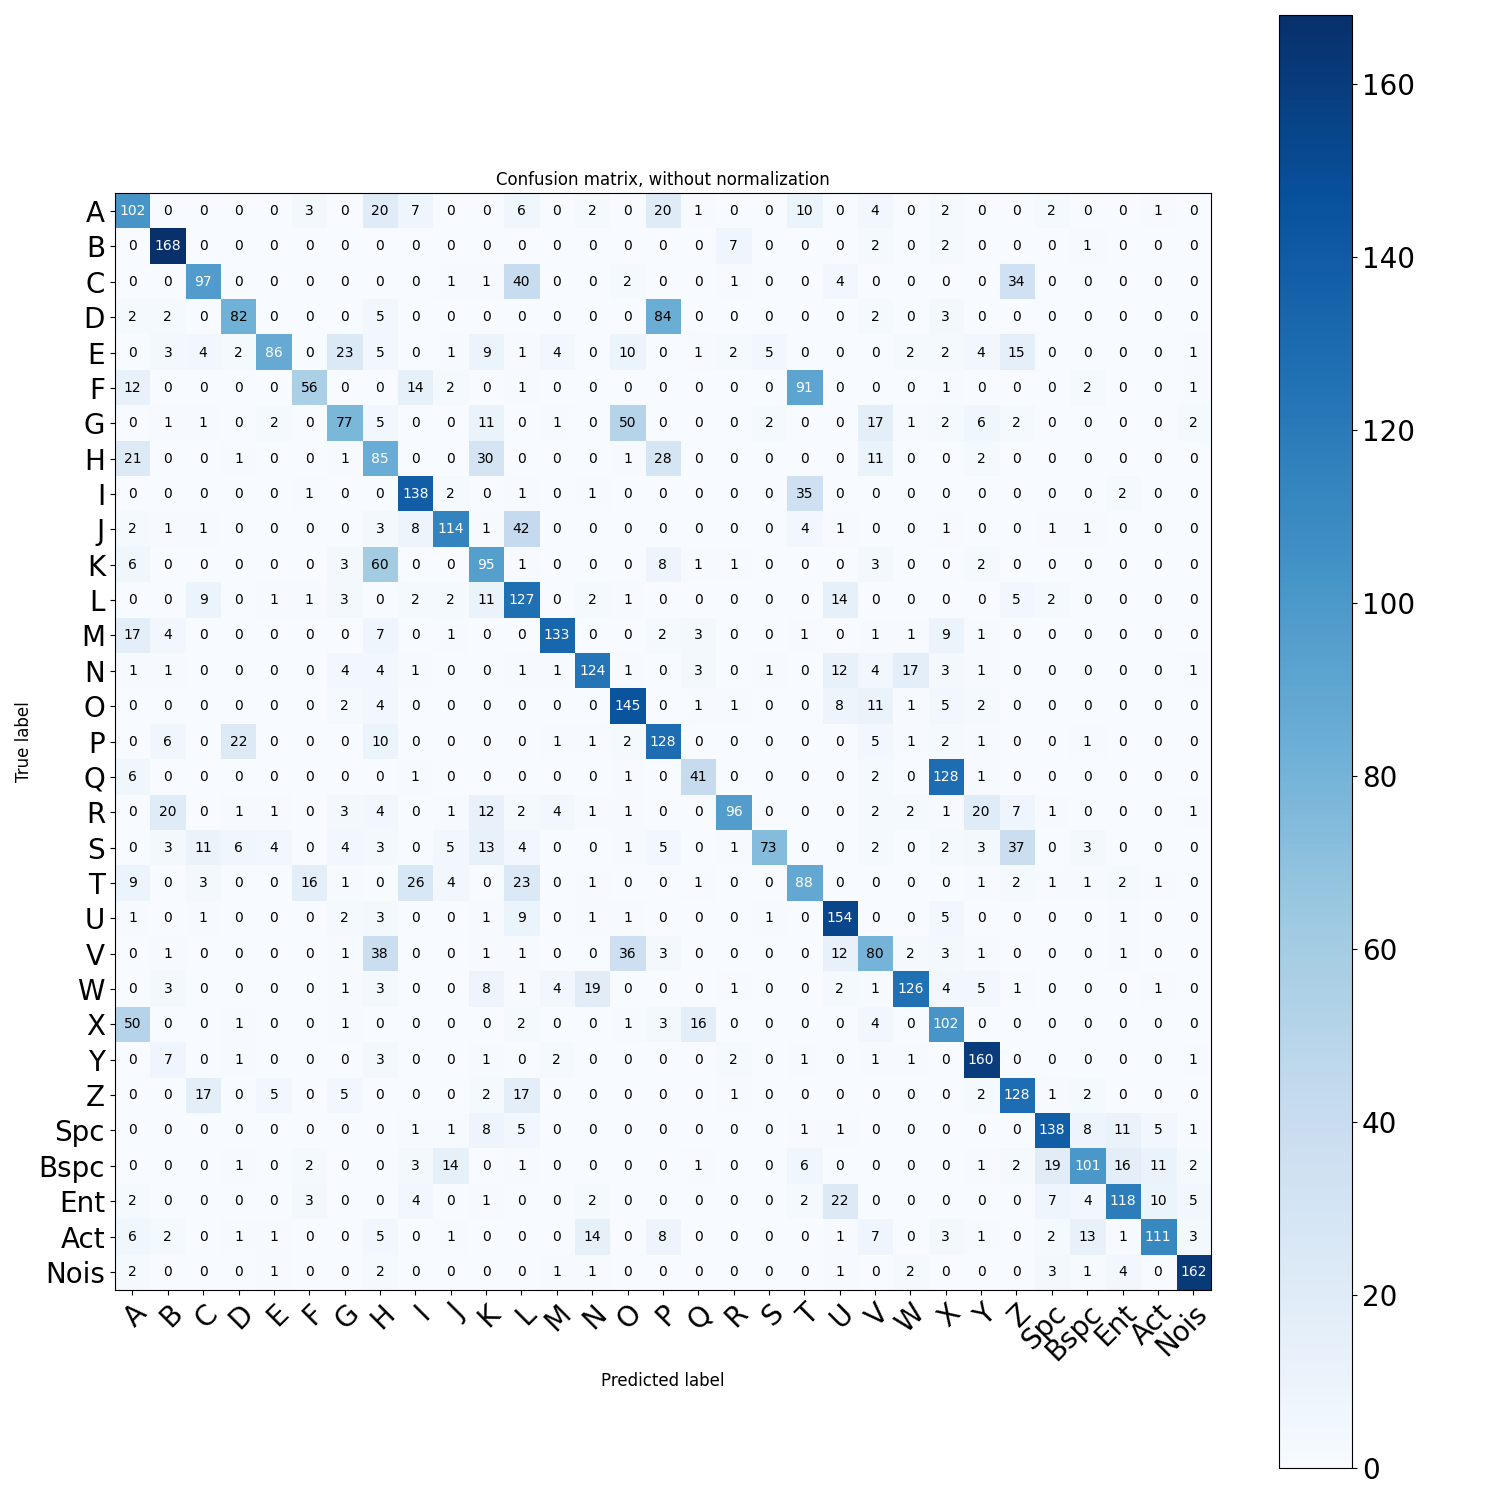 Confusion matrix, without normalization
A 102 0 0 0 0 3 0 20 7 0 0 6 0 2 0 20 1 0 0 10 0 4 0 2 0 0 2 0 0 1 0
B 0 168 0 0 0 0 0 0 0 0 0 0 0 0 0 0 0 7 0 0 0 2 0 2 0 0 0 1 0 0 0
C 0 0 97 0 0 0 0 0 0 1 1 40 0 0 2 0 0 1 0 0 4 0 0 0 0 34 0 0 0 0 0
D 2 2 0 82 0 0 0 5 0 0 0 0 0 0 0 84 0 0 0 0 0 2 0 3 0 0 0 0 0 0 0
E 0 3 4 2 86 0 23 5 0 1 9 1 4 0 10 0 1 2 5 0 0 0 2 2 4 15 0 0 0 0 1
F 12 0 0 0 0 56 0 0 14 2 0 1 0 0 0 0 0 0 0 91 0 0 0 1 0 0 0 2 0 0 1
G 0 1 1 0 2 0 77 5 0 0 11 0 1 0 50 0 0 0 2 0 0 17 1 2 6 2 0 0 0 0 2
H 21 0 0 1 0 0 1 85 0 0 30 0 0 0 1 28 0 0 0 0 0 11 0 0 2 0 0 0 0 0 0
I 0 0 0 0 0 1 0 0 138 2 0 1 0 1 0 0 0 0 0 35 0 0 0 0 0 0 0 0 2 0 0
J 2 1 1 0 0 0 0 3 8 114 1 42 0 0 0 0 0 0 0 4 1 0 0 1 0 0 1 1 0 0 0
K 6 0 0 0 0 0 3 60 0 0 95 1 0 0 0 8 1 1 0 0 0 3 0 0 2 0 0 0 0 0 0
L 0 0 9 0 1 1 3 0 2 2 11 127 0 2 1 0 0 0 0 0 14 0 0 0 0 5 2 0 0 0 0
M 17 4 0 0 0 0 0 7 0 1 0 0 133 0 0 2 3 0 0 1 0 1 1 9 1 0 0 0 0 0 0
N 1 1 0 0 0 0 4 4 1 0 0 1 1 124 1 0 3 0 1 0 12 4 17 3 1 0 0 0 0 0 1
O 0 0 0 0 0 0 2 4 0 0 0 0 0 0 145 0 1 1 0 0 8 11 1 5 2 0 0 0 0 0 0
P 0 6 0 22 0 0 0 10 0 0 0 0 1 1 2 128 0 0 0 0 0 5 1 2 1 0 0 1 0 0 0
Q 6 0 0 0 0 0 0 0 1 0 0 0 0 0 1 0 41 0 0 0 0 2 0 128 1 0 0 0 0 0 0
R 0 20 0 1 1 0 3 4 0 1 12 2 4 1 1 0 0 96 0 0 0 2 2 1 20 7 1 0 0 0 1
S 0 3 11 6 4 0 4 3 0 5 13 4 0 0 1 5 0 1 73 0 0 2 0 2 3 37 0 3 0 0 0
T 9 0 3 0 0 16 1 0 26 4 0 23 0 1 0 0 1 0 0 88 0 0 0 0 1 2 1 1 2 1 0
U 1 0 1 0 0 0 2 3 0 0 1 9 0 1 1 0 0 0 1 0 154 0 0 5 0 0 0 0 1 0 0
V 0 1 0 0 0 0 1 38 0 0 1 1 0 0 36 3 0 0 0 0 12 80 2 3 1 0 0 0 1 0 0
W 0 3 0 0 0 0 1 3 0 0 8 1 4 19 0 0 0 1 0 0 2 1 126 4 5 1 0 0 0 1 0
X 50 0 0 1 0 0 1 0 0 0 0 2 0 0 1 3 16 0 0 0 0 4 0 102 0 0 0 0 0 0 0
Y 0 7 0 1 0 0 0 3 0 0 1 0 2 0 0 0 0 2 0 1 0 1 1 0 160 0 0 0 0 0 1
Z 0 0 17 0 5 0 5 0 0 0 2 17 0 0 0 0 0 1 0 0 0 0 0 0 2 128 1 2 0 0 0
Spc 0 0 0 0 0 0 0 0 1 1 8 5 0 0 0 0 0 0 0 1 1 0 0 0 0 0 138 8 11 5 1
Bspc 0 0 0 1 0 2 0 0 3 14 0 1 0 0 0 0 1 0 0 6 0 0 0 0 1 2 19 101 16 11 2
Ent 2 0 0 0 0 3 0 0 4 0 1 0 0 2 0 0 0 0 0 2 22 0 0 0 0 0 7 4 118 10 5
Act 6 2 0 1 1 0 0 5 0 1 0 0 0 14 0 8 0 0 0 0 1 7 0 3 1 0 2 13 1 111 3
Nois 2 0 0 0 1 0 0 2 0 0 0 0 1 1 0 0 0 0 0 0 1 0 2 0 0 0 3 1 4 0 162
A B C D E F G H I J K L M N O P Q R S T U V W X Y Z Spc Bspc Ent Act Nois
Predicted label
True label
160
140
120
100
80
60
40
20
0